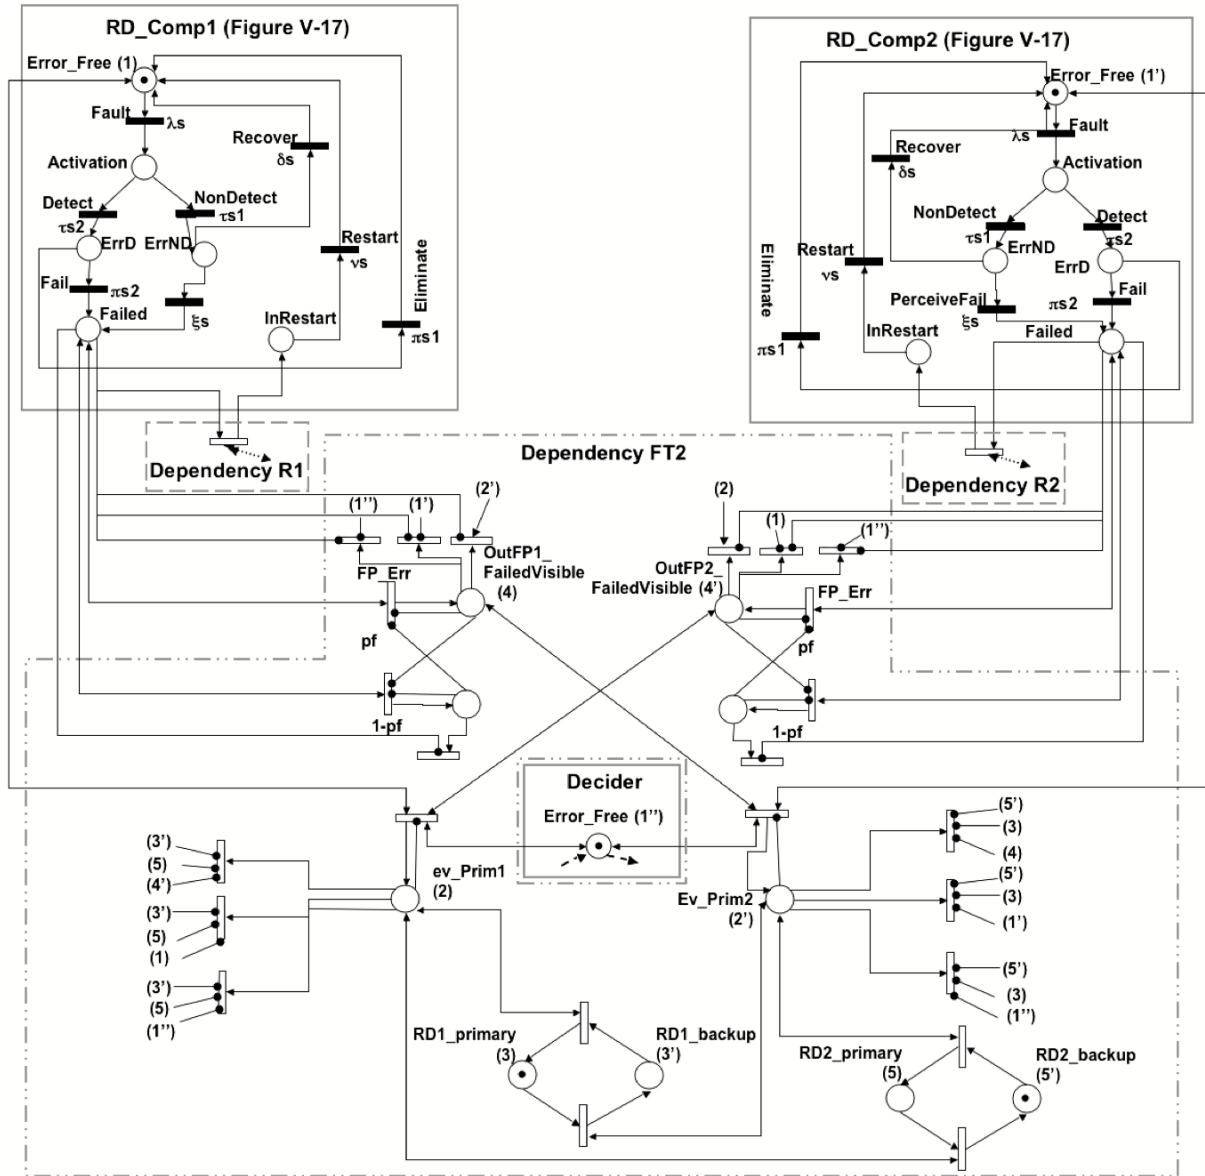 RD_Comp1 (Figure V-17)
Error_Free (1)
Fault
λs
Recover
δs
Activation
Detect
τs2
NonDetect
τs1
ErrD
ErrND
Restart
νs
Eliminate
Fail
πs2
ξs
Failed
InRestart
πs1
RD_Comp2 (Figure V-17)
Error_Free (1')
Fault
λs
Recover
δs
Activation
NonDetect
τs1
Detect
τs2
Eliminate
Restart
νs
ErrND
ErrD
PerceiveFail
ξs
Fail
πs2
InRestart
πs1
Failed
Dependency R1
Dependency FT2
Dependency R2
(1'')
(1')
(2')
FP_Err
OutFP1_
FailedVisible
(4)
pf
1-pf
(2)
(1)
(1'')
OutFP2_
FailedVisible (4')
FP_Err
pf
1-pf
Decider
Error_Free (1'')
ev_Prim1
(2)
Ev_Prim2
(2')
(3')
(5)
(4')
(3')
(5)
(1)
(3')
(5)
(1'')
(5')
(3)
(4)
(5')
(3)
(1')
(5')
(3)
(1'')
RD1_primary
(3)
RD1_backup
(3')
RD2_primary
(5)
RD2_backup
(5')